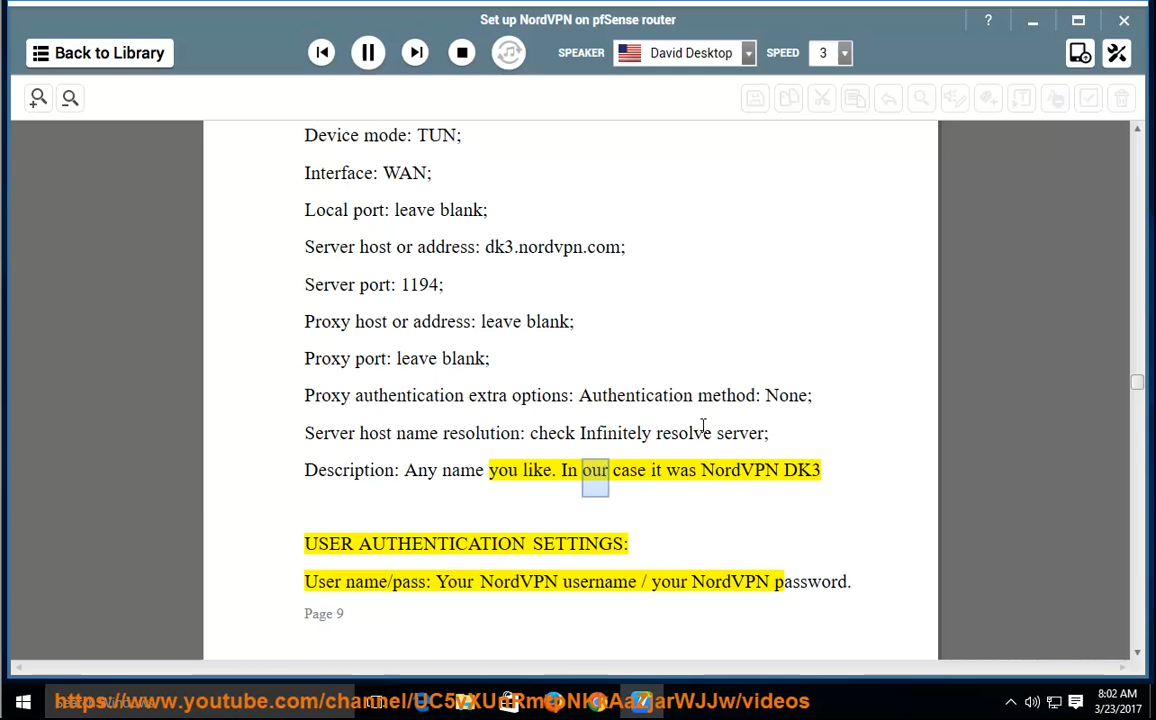 Set up NordVPN on pfSense router
?
Back to Library
SPEAKER
David Desktop
SPEED
3
Device mode: TUN;
Interface: WAN;
Local port: leave blank;
Server host or address: dk3.nordvpn.com;
Server port: 1194;
Proxy host or address: leave blank;
Proxy port: leave blank;
Proxy authentication extra options: Authentication method: None;
Server host name resolution: check Infinitely resolve server;
Description: Any name you like. In our case it was NordVPN DK3
USER AUTHENTICATION SETTINGS:
User name/pass: Your NordVPN username / your NordVPN password.
Page 9
8:02 AM
3/23/2017